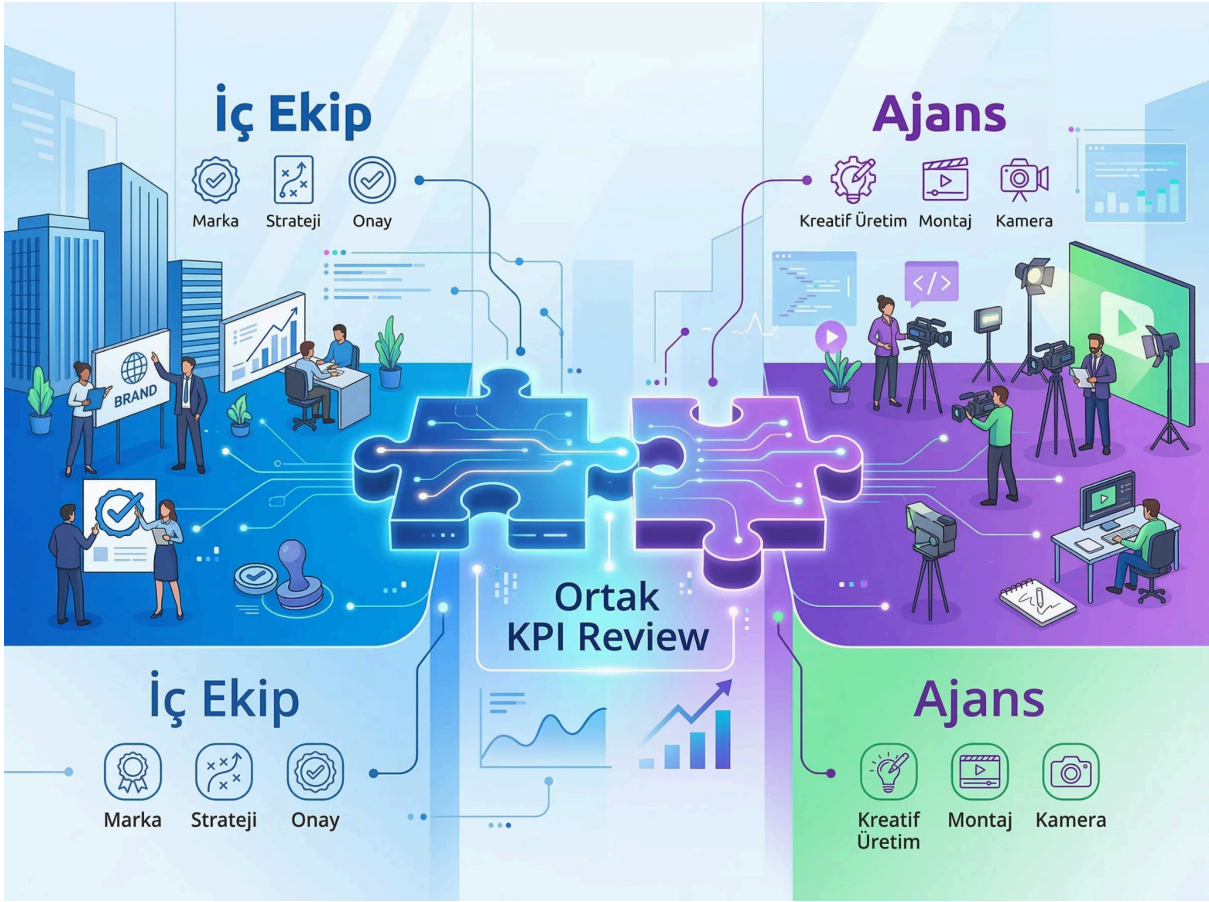 İç Ekip
Marka Strateji Onay
Ajans
Kreatif Üretim Montaj Kamera
BRAND
</>
Ortak
KPI Review
İç Ekip
Marka Strateji Onay
Ajans
Kreatif
Üretim Montaj Kamera